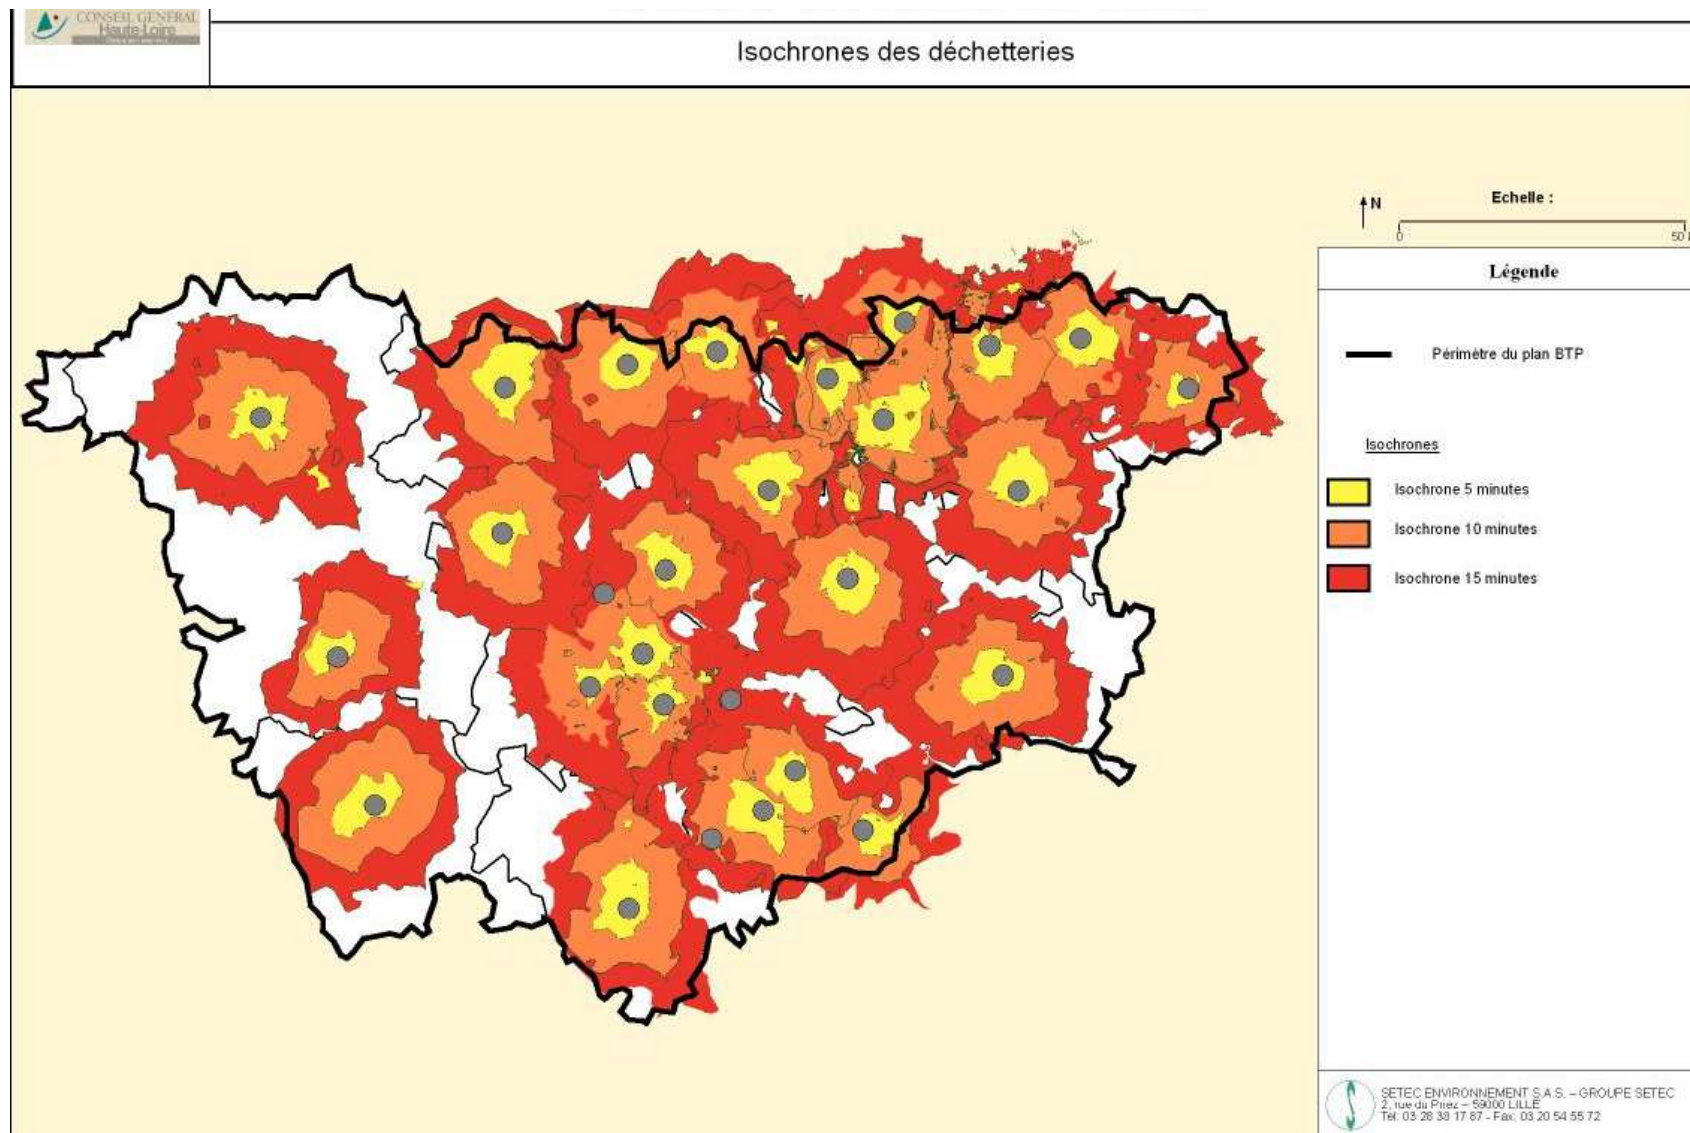 CONSEIL GENERAL
Haute-Loire
Isochrones des déchetteries
N
Echelle :
0
50
Légende
Périmètre du plan BTP
Isochrones
Isochrone 5 minutes
Isochrone 10 minutes
Isochrone 15 minutes
SETEC ENVIRONNEMENT S.A.S. – GROUPE SETEC
2, rue du Priez – 59000 LILLE
Tél: 03 28 38 17 87 - Fax: 03 20 54 55 72